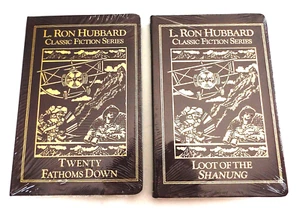 L. RON HUBBARD
CLASSIC FICTION SERIES
TWENTY
FATHOMS DOWN
L. RON HUBBARD
CLASSIC FICTION SERIES
LOOT OF THE
SHANUNG